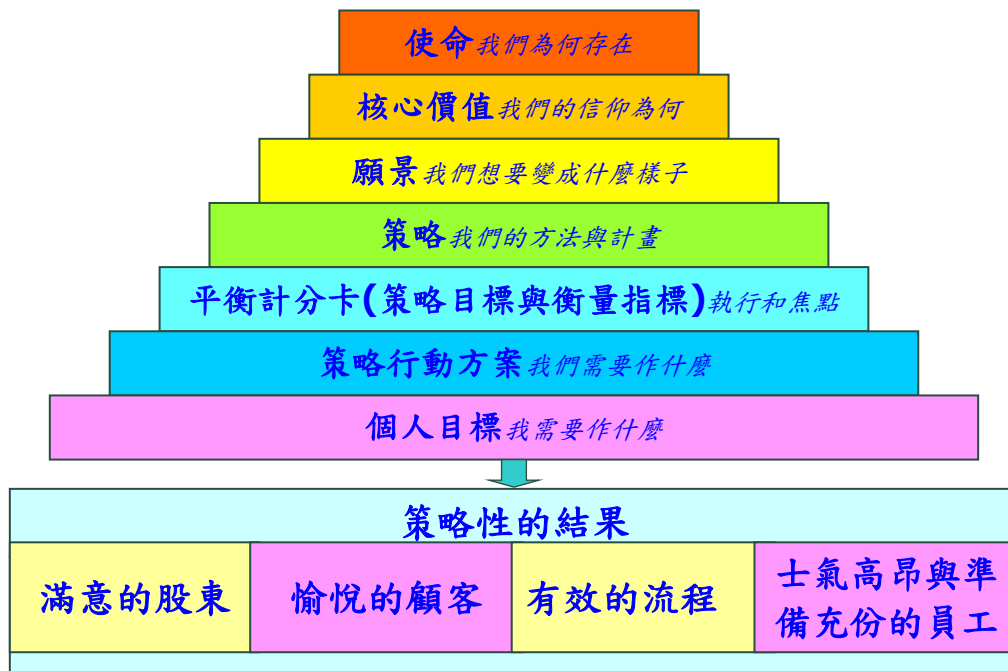 使命我們為何存在
核心價值我們的信仰為何
願景我們想要變成什麼樣子
策略我們的方法與計畫
平衡計分卡(策略目標與衡量指標)執行和焦點
策略行動方案我們需要作什麼
個人目標我需要作什麼
策略性的結果
滿意的股東
愉悅的顧客
有效的流程
士氣高昂與準
備充份的員工